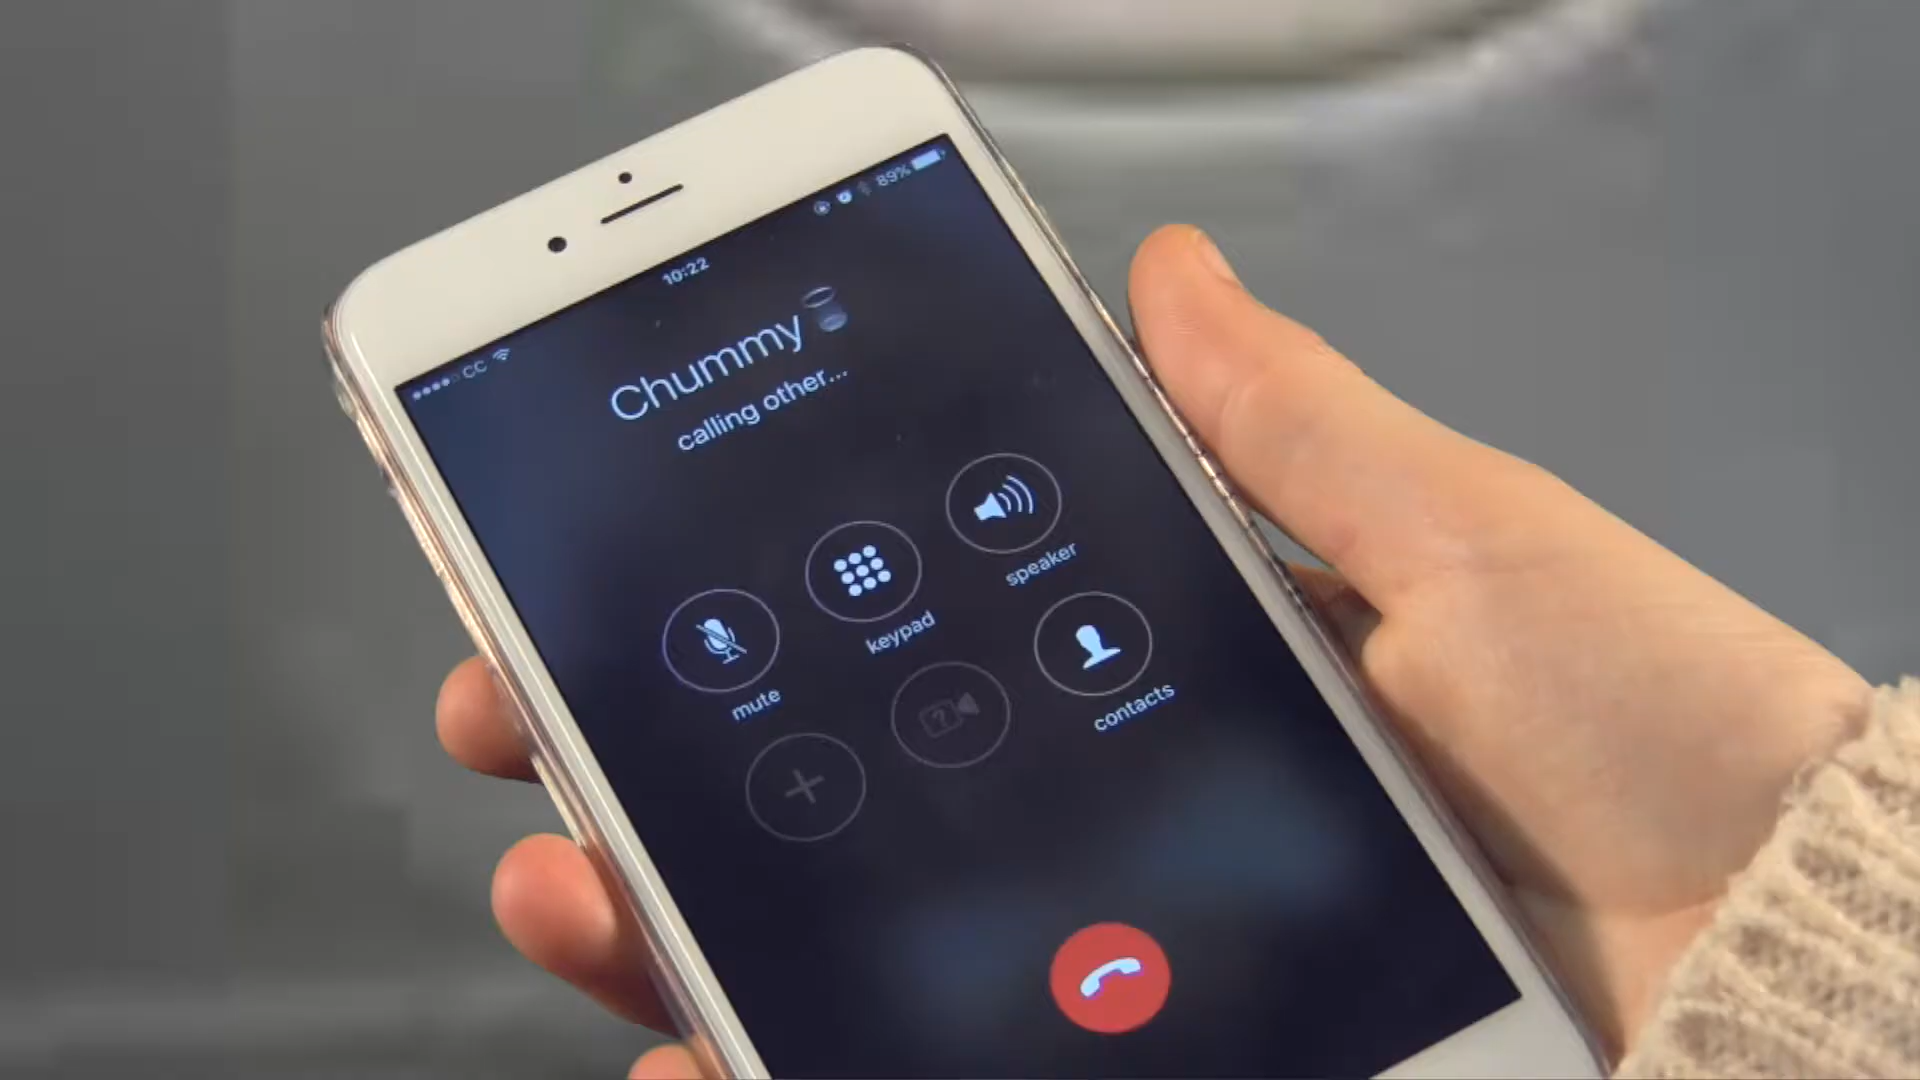 CC 10:22 89%
Chummy
calling other...
mute keypad speaker
contacts